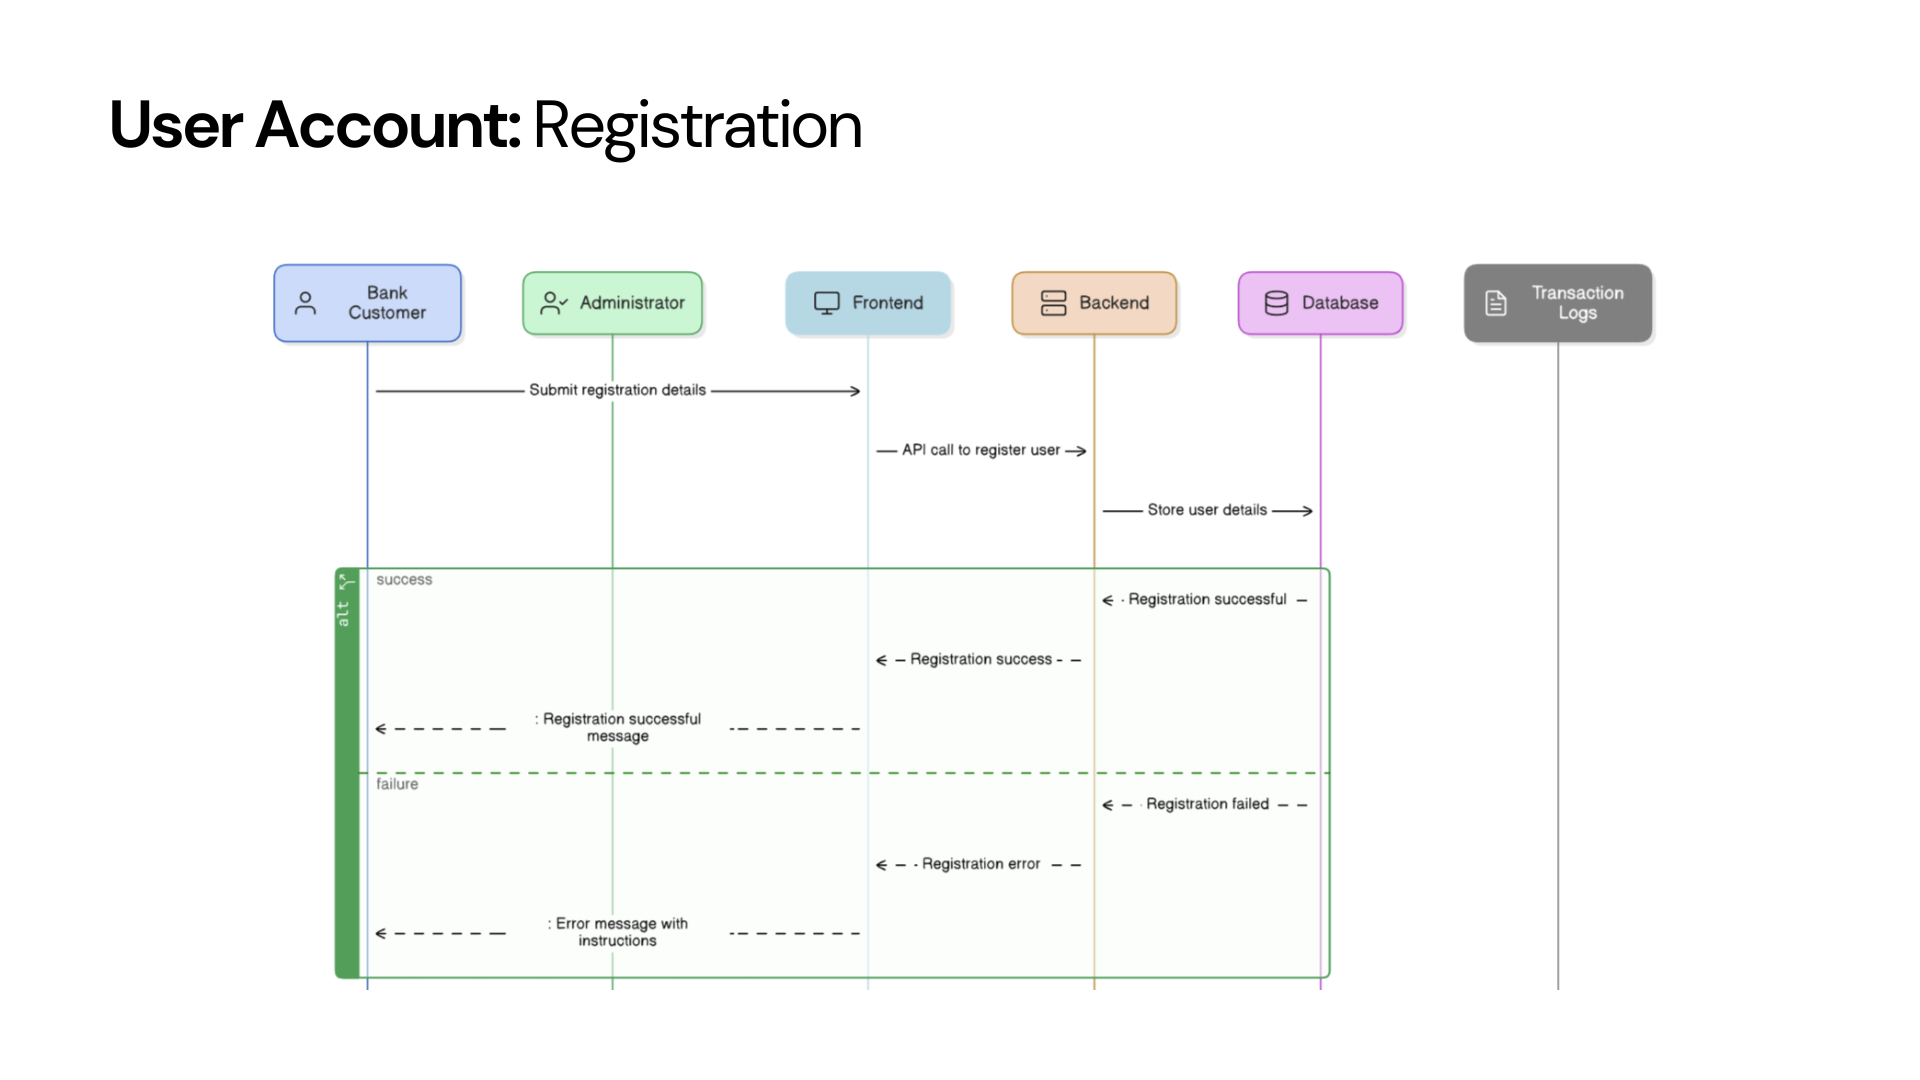 User Account: Registration
Bank
Customer
Administrator
Frontend
Backend
Database
Transaction
Logs
Submit registration details
API call to register user
Store user details
alt
success
Registration successful
Registration success
: Registration successful
message
failure
Registration failed
Registration error
: Error message with
instructions